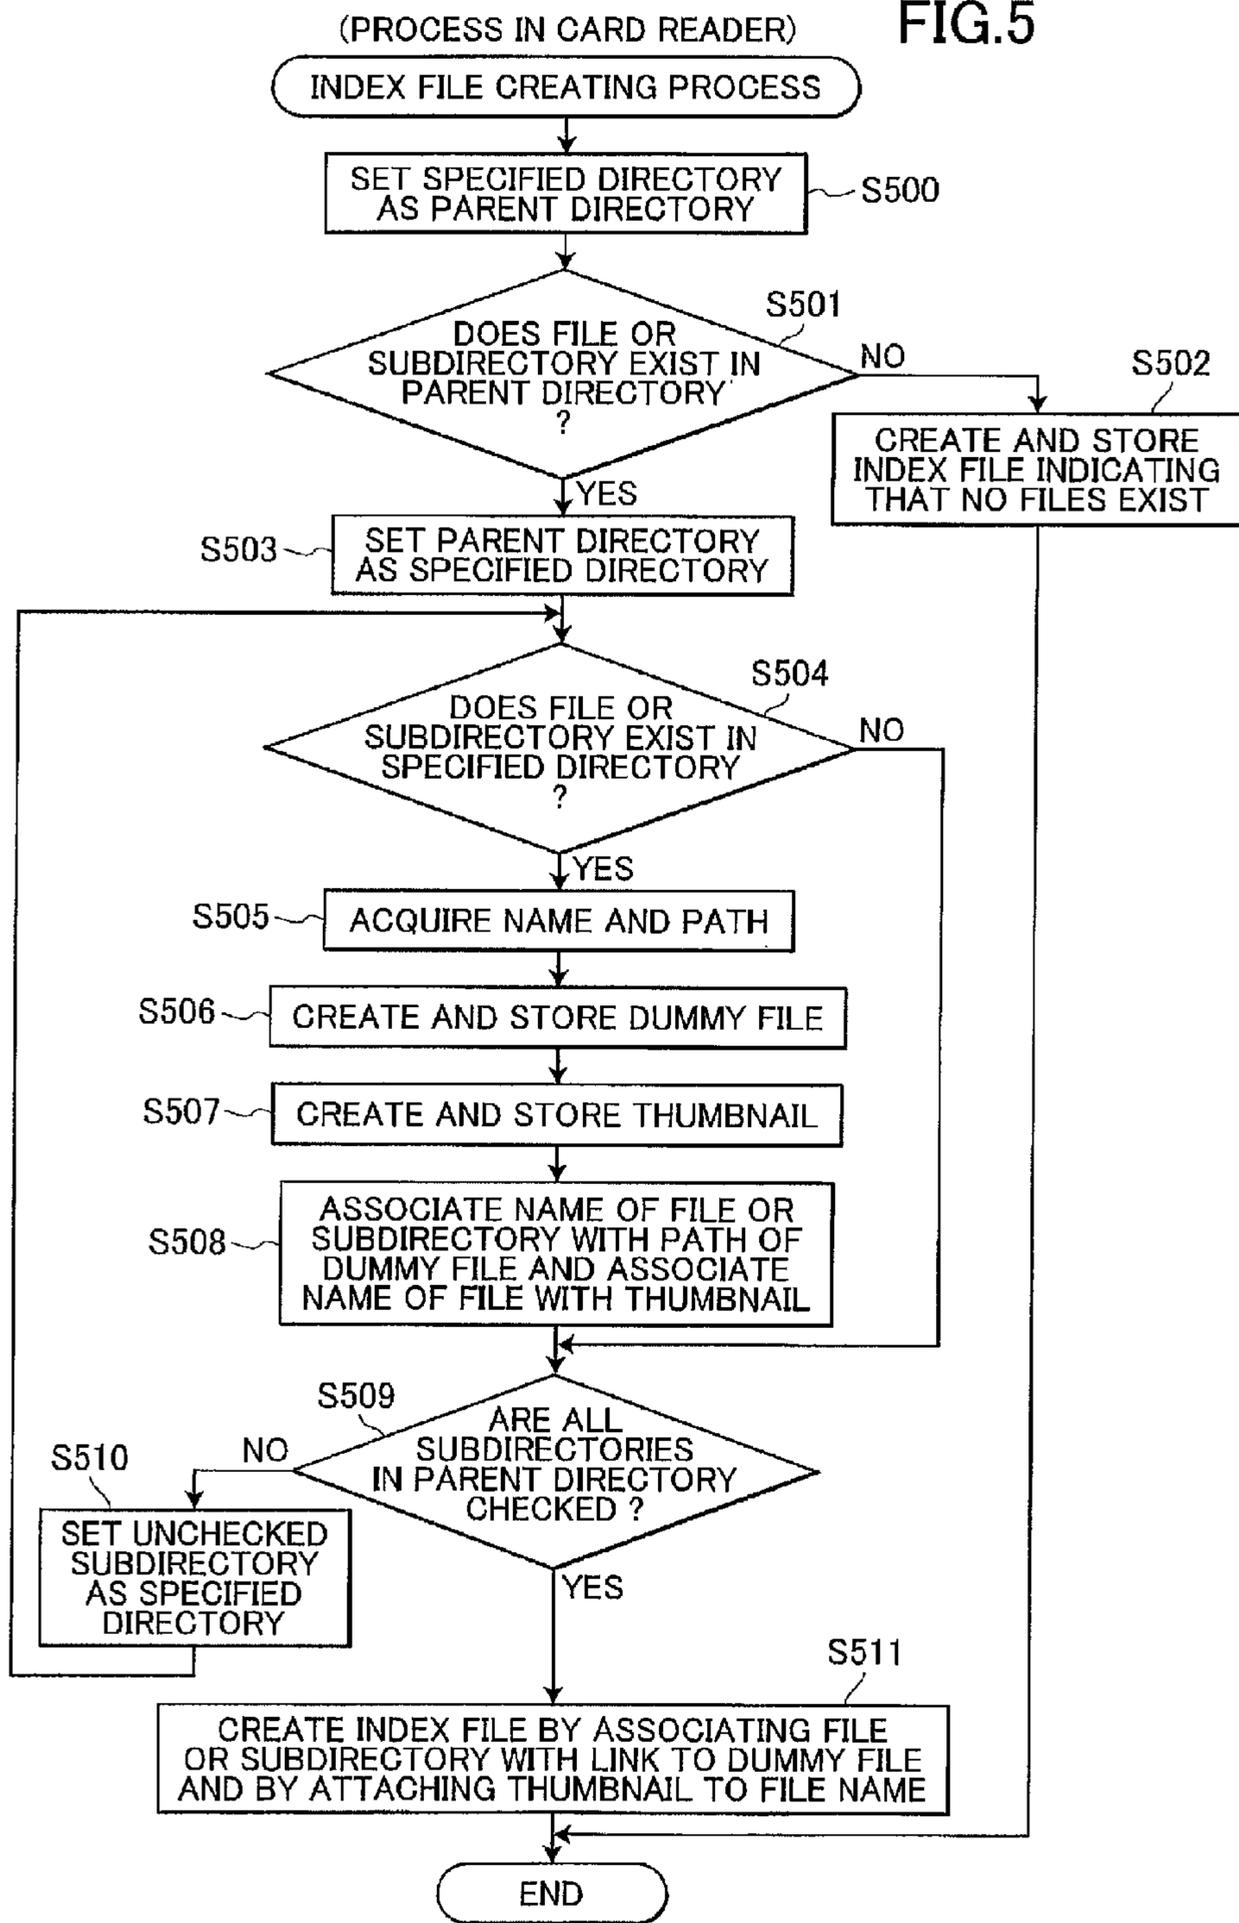 FIG.5
(PROCESS IN CARD READER)
INDEX FILE CREATING PROCESS
SET SPECIFIED DIRECTORY
AS PARENT DIRECTORY
S500
S501
DOES FILE OR
SUBDIRECTORY EXIST IN
PARENT DIRECTORY
?
NO
S502
CREATE AND STORE
INDEX FILE INDICATING
THAT NO FILES EXIST
YES
S503
SET PARENT DIRECTORY
AS SPECIFIED DIRECTORY
S504
DOES FILE OR
SUBDIRECTORY EXIST IN
SPECIFIED DIRECTORY
?
NO
YES
S505
ACQUIRE NAME AND PATH
S506
CREATE AND STORE DUMMY FILE
S507
CREATE AND STORE THUMBNAIL
S508
ASSOCIATE NAME OF FILE OR
SUBDIRECTORY WITH PATH OF
DUMMY FILE AND ASSOCIATE
NAME OF FILE WITH THUMBNAIL
S509
ARE ALL
SUBDIRECTORIES
IN PARENT DIRECTORY
CHECKED ?
NO
S510
SET UNCHECKED
SUBDIRECTORY
AS SPECIFIED
DIRECTORY
YES
S511
CREATE INDEX FILE BY ASSOCIATING FILE
OR SUBDIRECTORY WITH LINK TO DUMMY FILE
AND BY ATTACHING THUMBNAIL TO FILE NAME
END